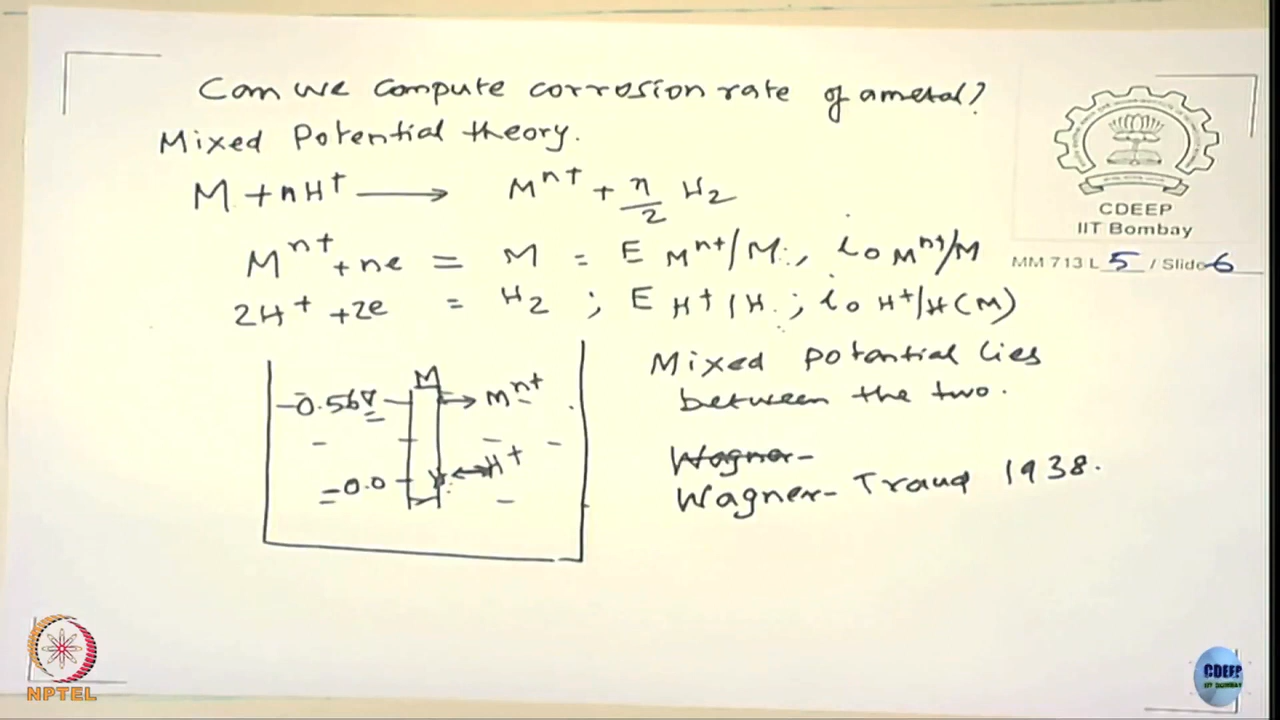 Can we compute corrosion rate of a metal?
Mixed Potential theory.
M + nH⁺ ⟶ Mⁿ⁺ + n/2 H₂
Mⁿ⁺ + ne = M = E Mⁿ⁺/M., i₀ Mⁿ⁺/M
2H⁺ + 2e = H₂ ; E H⁺/H. ; i₀ H⁺/H(M)
CDEEP
IIT Bombay
MM 713 L 5 / Slide 6
M
-0.56V
Mⁿ⁺
-0.0
H⁺
Mixed potential lies
between the two.
Wagner-
Wagner-Traud 1938.
NPTEL
CDEEP
IIT BOMBAY